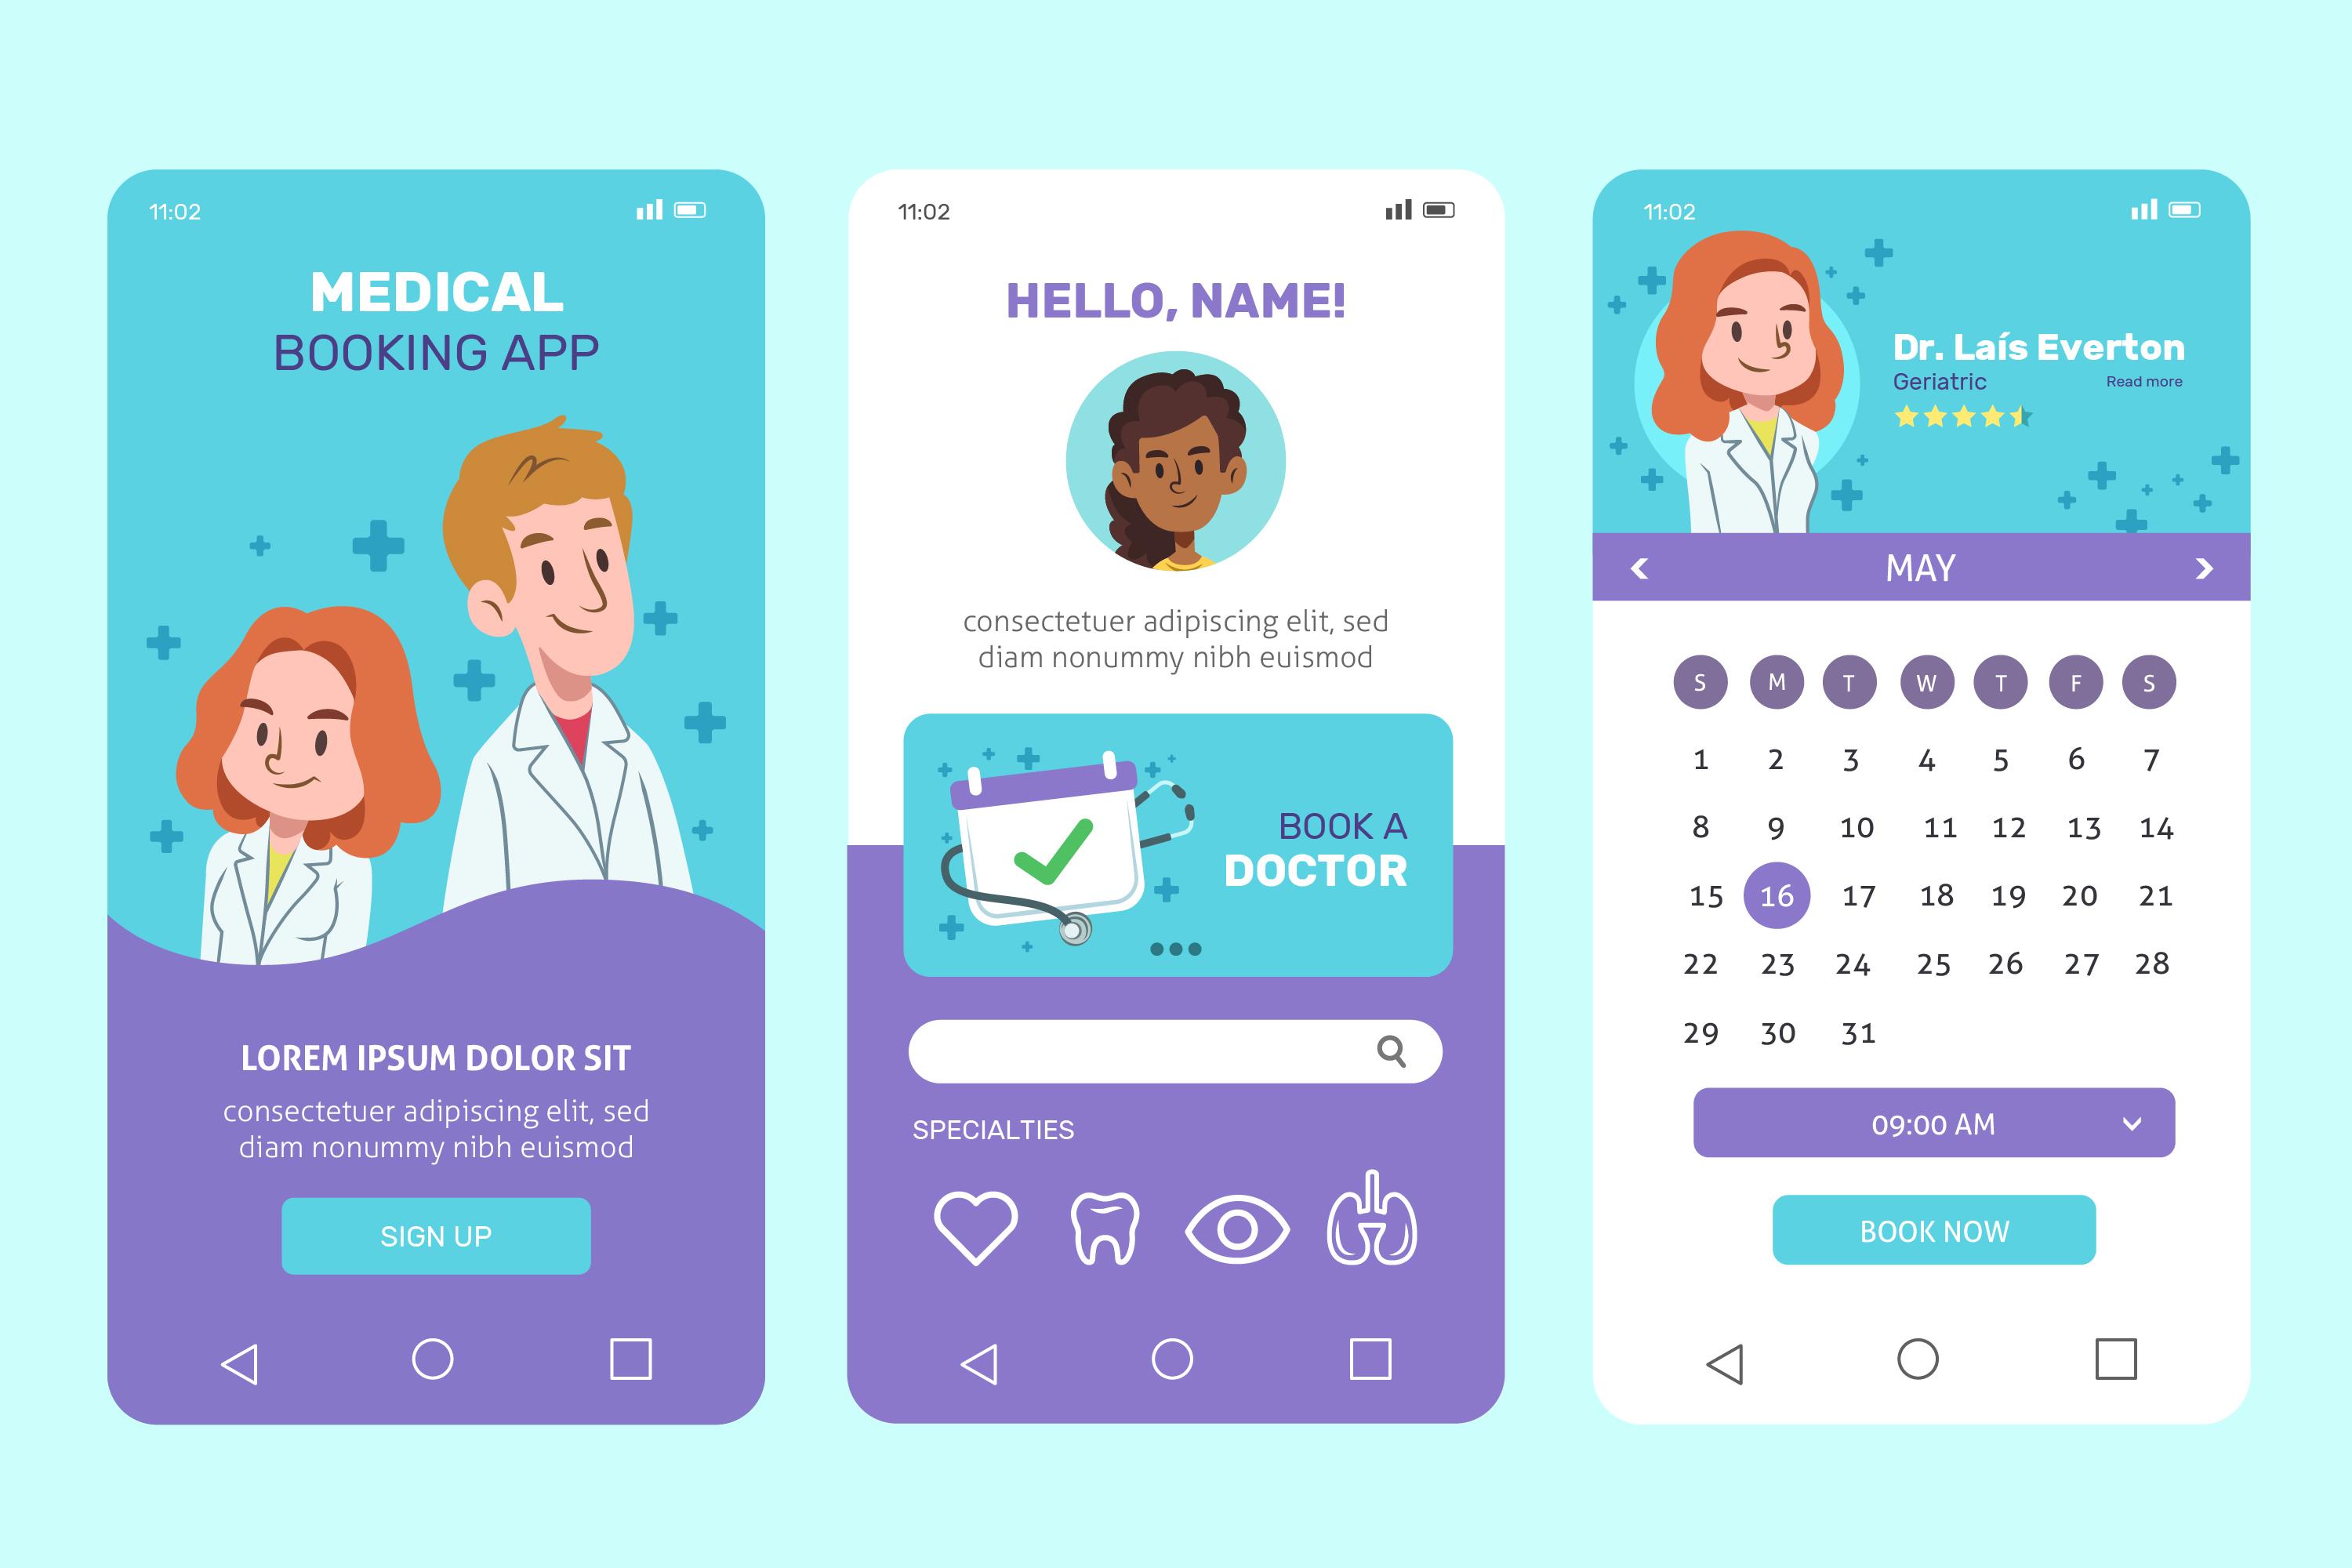 11:02
MEDICAL
BOOKING APP
LOREM IPSUM DOLOR SIT
consectetuer adipiscing elit, sed
diam nonummy nibh euismod
SIGN UP
11:02
HELLO, NAME!
consectetuer adipiscing elit, sed
diam nonummy nibh euismod
BOOK A
DOCTOR
SPECIALTIES
11:02
Dr. Laís Everton
Geriatric Read more
MAY
S M T W T F S
1 2 3 4 5 6 7
8 9 10 11 12 13 14
15 16 17 18 19 20 21
22 23 24 25 26 27 28
29 30 31
09:00 AM
BOOK NOW